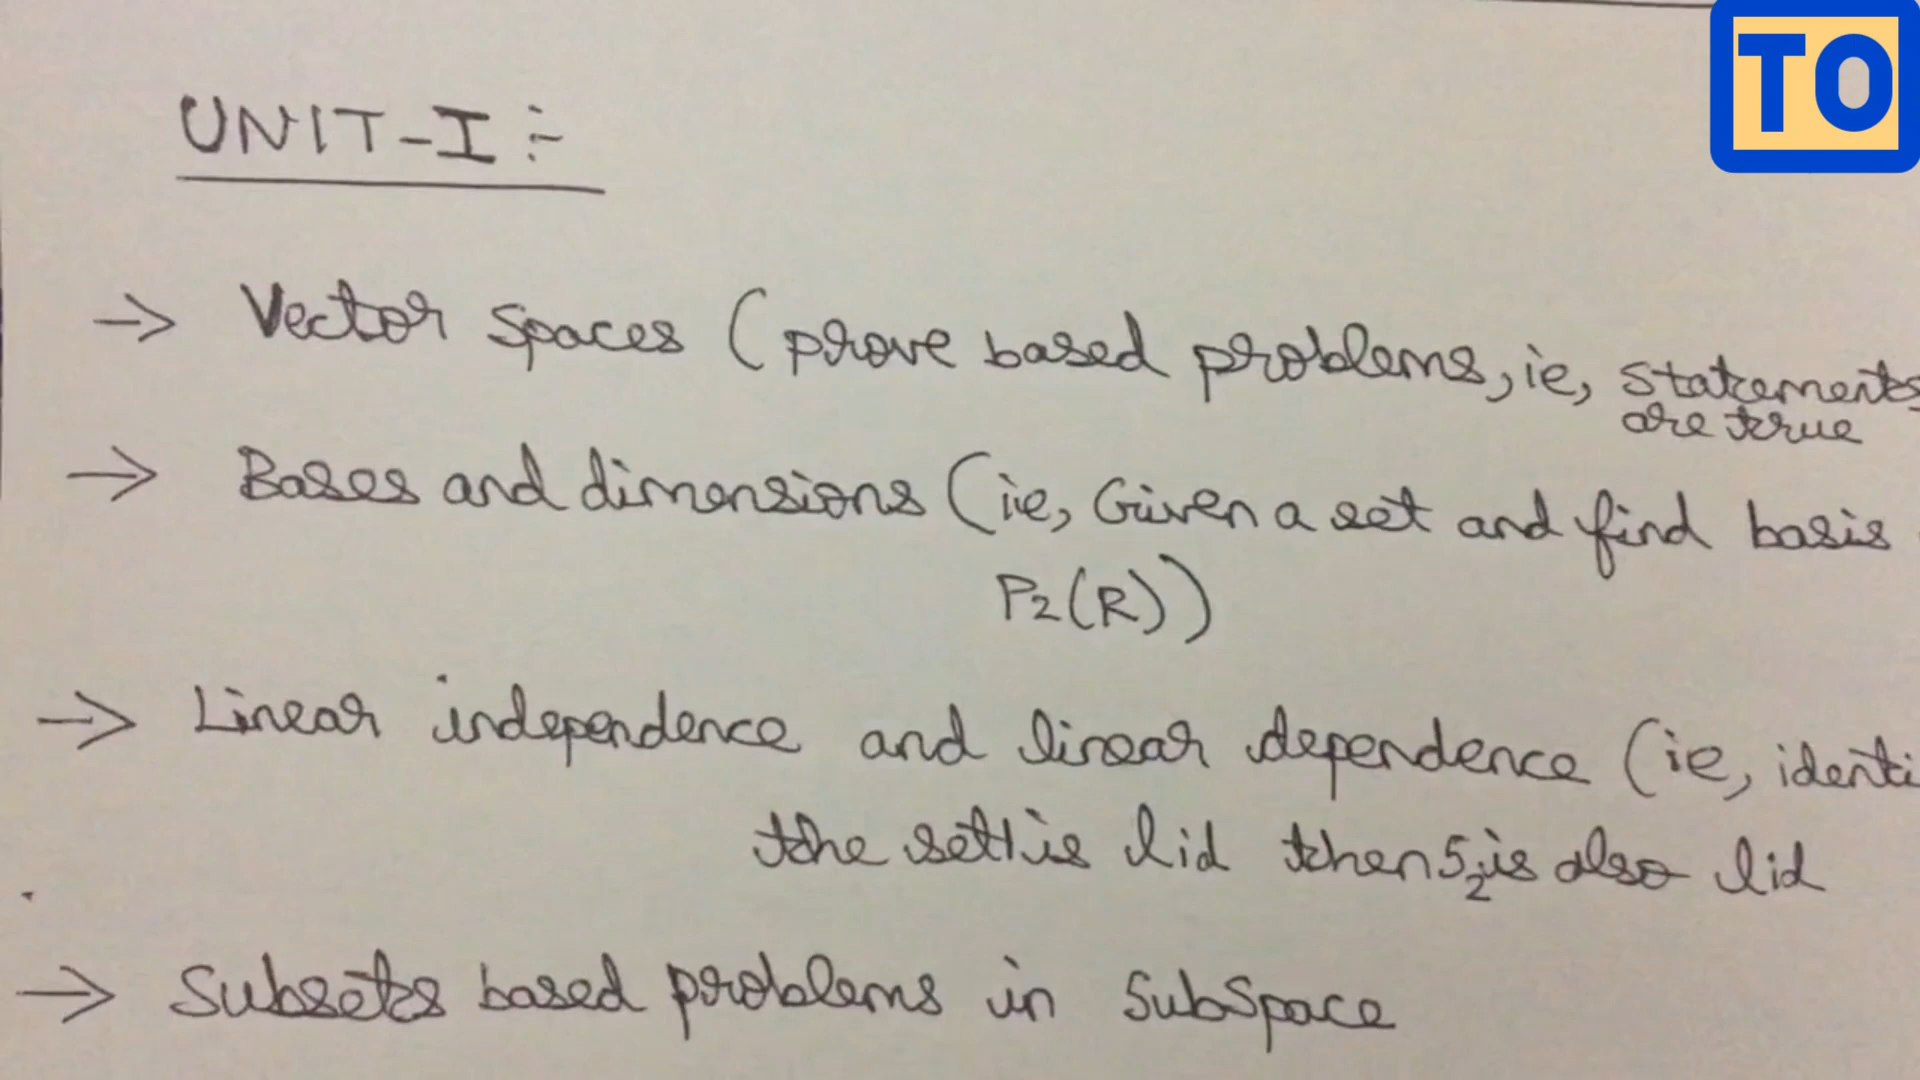 TO
UNIT-I :-
→ Vector Spaces (prove based problems, ie, statements
are true
→ Bases and dimensions (ie, Given a set and find basis
P2(R))
→ Linear independence and linear dependence (ie, identi
the set is lid then S2 is also lid
→ Subsets based problems in Subspace